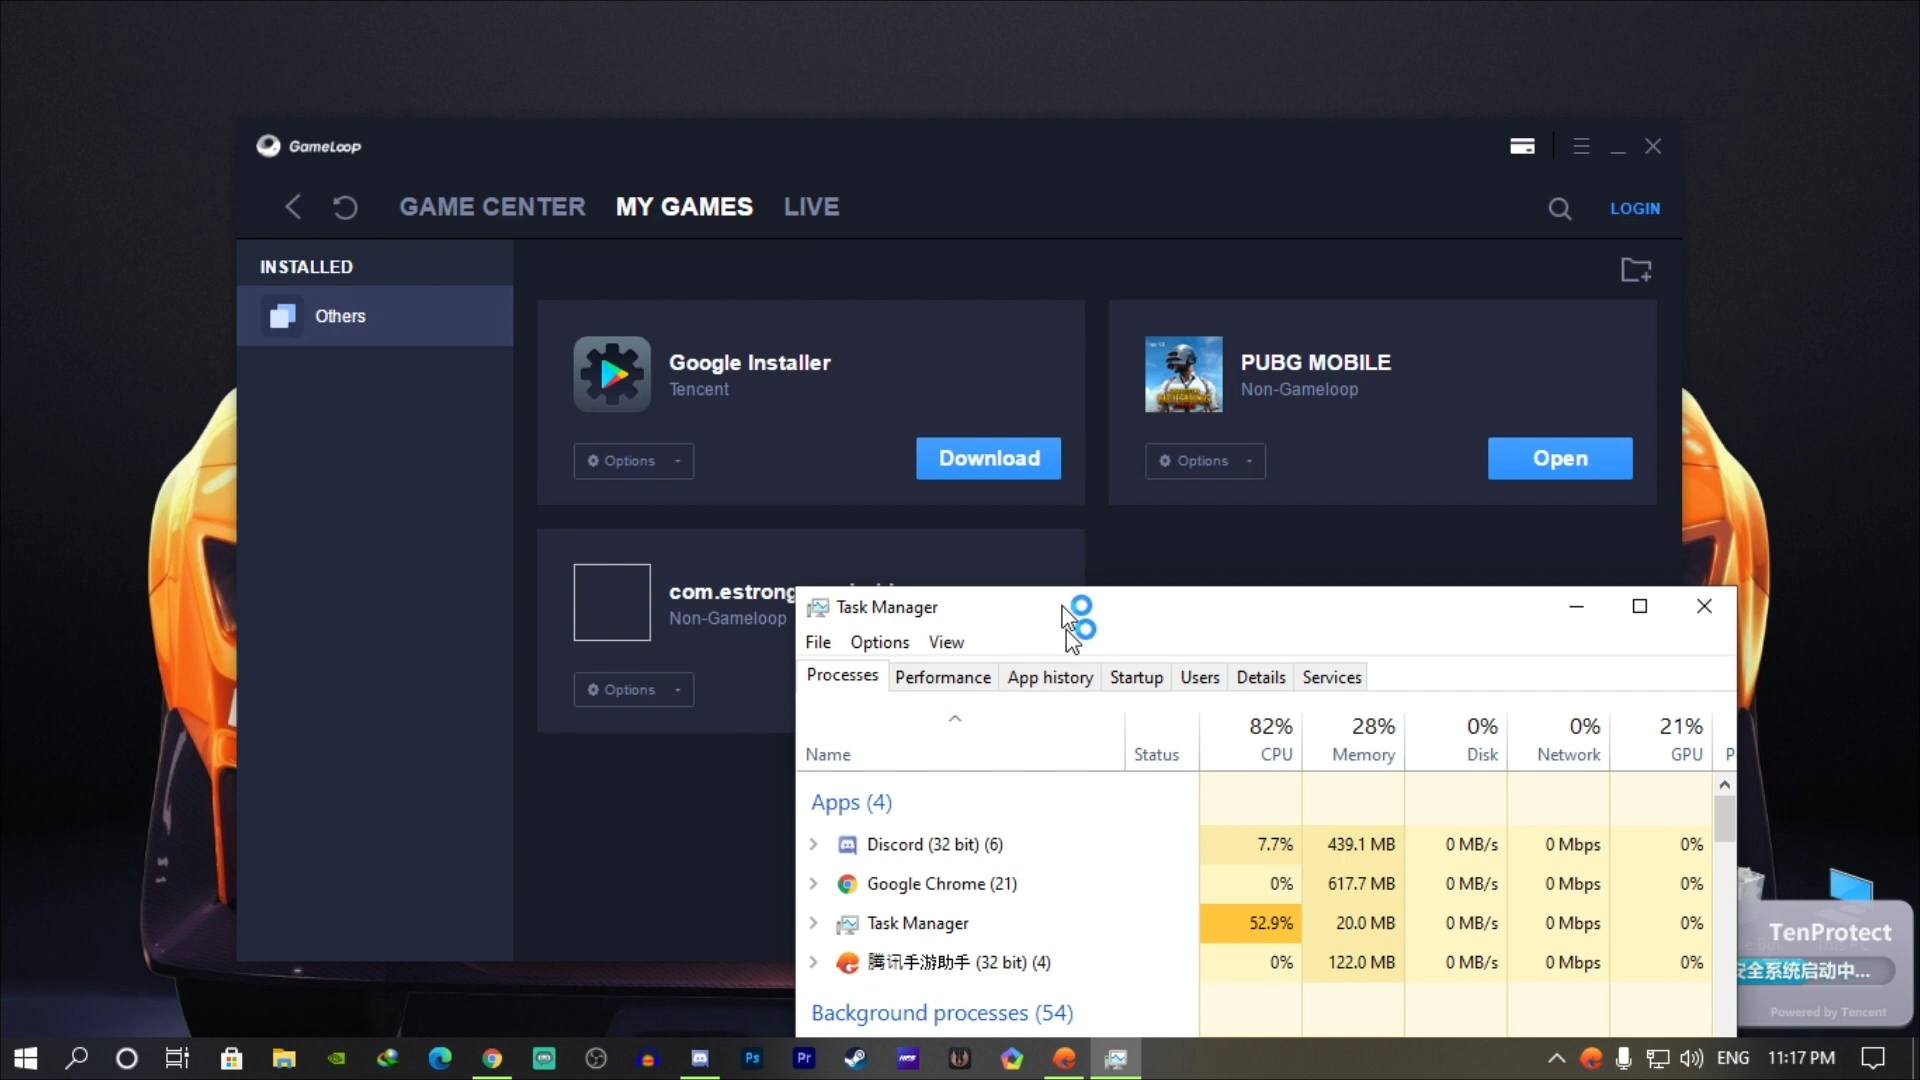 GameLoop
GAME CENTER MY GAMES LIVE
LOGIN
INSTALLED
Others
Google Installer
Tencent
Options
Download
PUBG MOBILE
Non-Gameloop
Options
Open
com.estrong
Non-Gameloop
Options
Task Manager
File Options View
Processes Performance App history Startup Users Details Services
82% 28% 0% 0% 21%
Name Status CPU Memory Disk Network GPU P
Apps (4)
Discord (32 bit) (6) 7.7% 439.1 MB 0 MB/s 0 Mbps 0%
Google Chrome (21) 0% 617.7 MB 0 MB/s 0 Mbps 0%
Task Manager 52.9% 20.0 MB 0 MB/s 0 Mbps 0%
腾讯手游助手 (32 bit) (4) 0% 122.0 MB 0 MB/s 0 Mbps 0%
Background processes (54)
TenProtect
安全系统启动中...
Powered by Tencent
Ps Pr ENG 11:17 PM